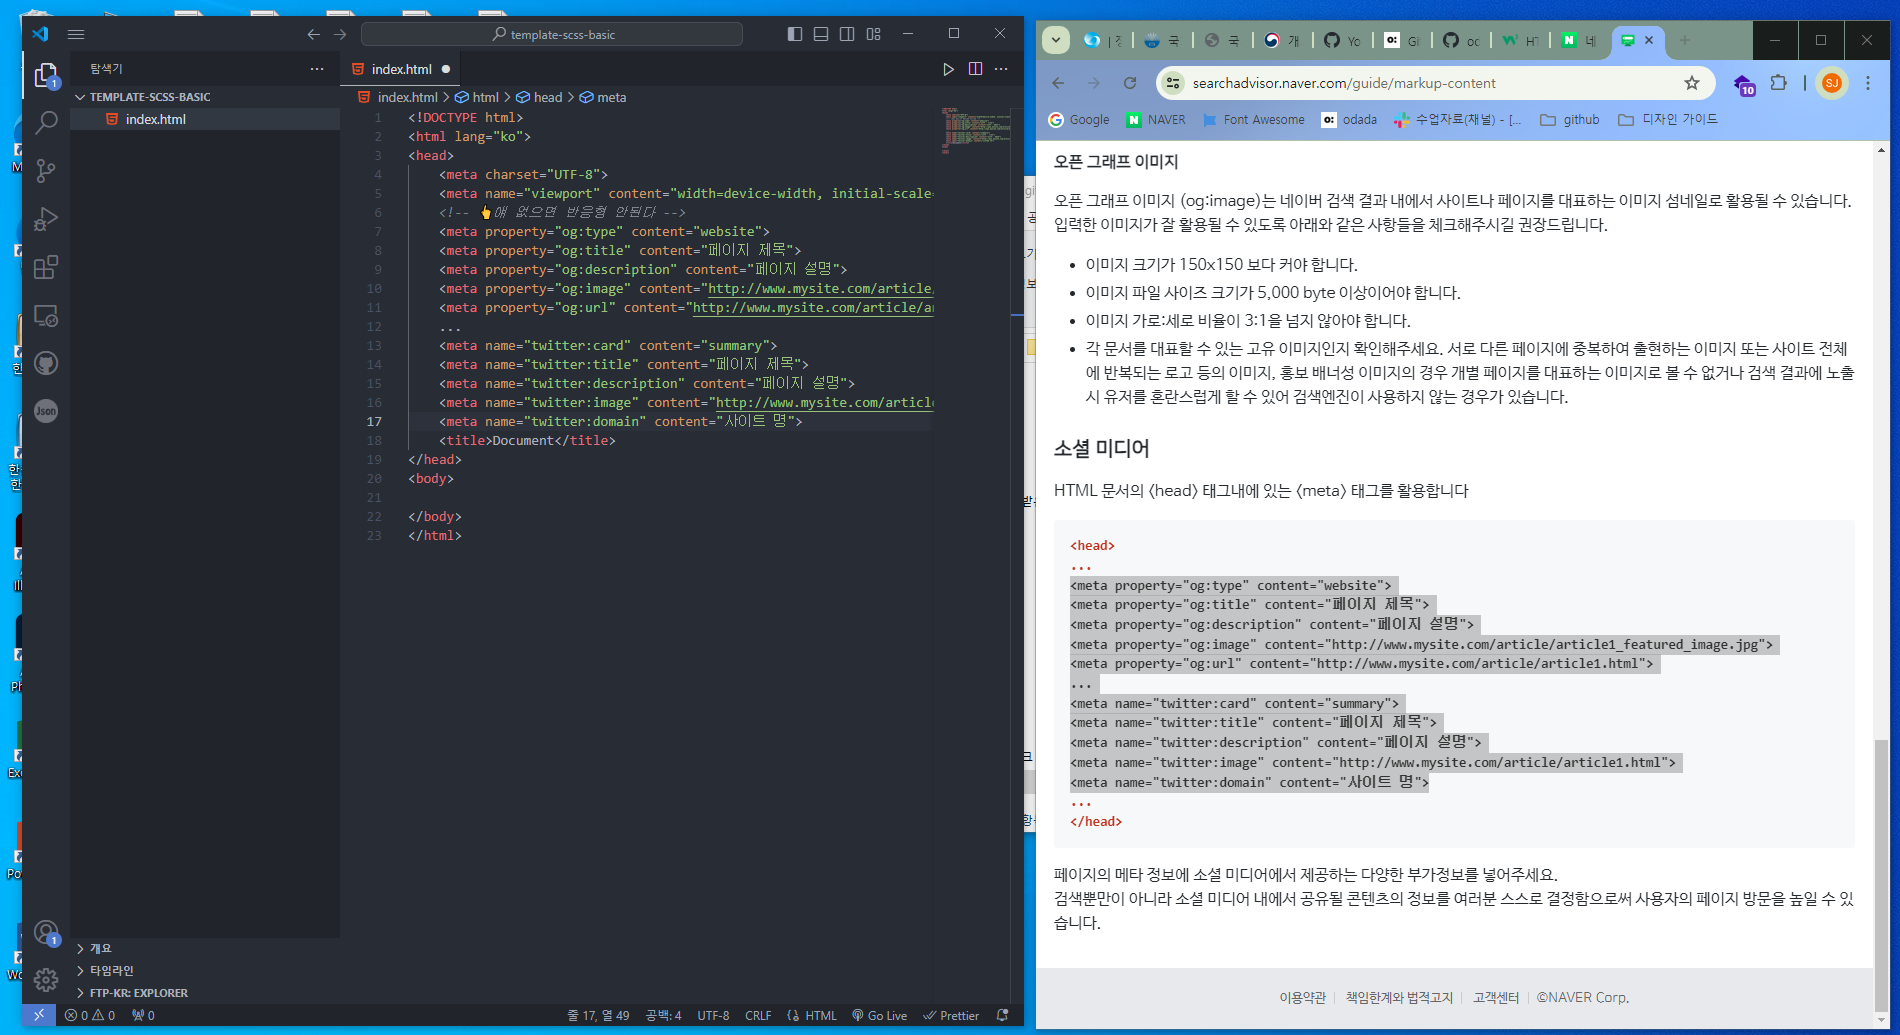 template-scss-basic
탐색기
TEMPLATE-SCSS-BASIC
index.html
개요
타임라인
FTP-KR: EXPLORER
index.html
index.html > html > head > meta
1 <!DOCTYPE html>
2 <html lang="ko">
3 <head>
4 <meta charset="UTF-8">
5 <meta name="viewport" content="width=device-width, initial-scale=
6 <!-- 👆얘 없으면 반응형 안된다 -->
7 <meta property="og:type" content="website">
8 <meta property="og:title" content="페이지 제목">
9 <meta property="og:description" content="페이지 설명">
10 <meta property="og:image" content="http://www.mysite.com/article/
11 <meta property="og:url" content="http://www.mysite.com/article/a
12 ...
13 <meta name="twitter:card" content="summary">
14 <meta name="twitter:title" content="페이지 제목">
15 <meta name="twitter:description" content="페이지 설명">
16 <meta name="twitter:image" content="http://www.mysite.com/articl
17 <meta name="twitter:domain" content="사이트 명">
18 <title>Document</title>
19 </head>
20 <body>
21
22 </body>
23 </html>
0 0 0
줄 17, 열 49 공백: 4 UTF-8 CRLF HTML Go Live Prettier
searchadvisor.naver.com/guide/markup-content
10
SJ
Google NAVER Font Awesome odada 수업자료(채널) - [... github 디자인 가이드
오픈 그래프 이미지
오픈 그래프 이미지 (og:image)는 네이버 검색 결과 내에서 사이트나 페이지를 대표하는 이미지 섬네일로 활용될 수 있습니다.
입력한 이미지가 잘 활용될 수 있도록 아래와 같은 사항들을 체크해주시길 권장드립니다.
• 이미지 크기가 150x150 보다 커야 합니다.
• 이미지 파일 사이즈 크기가 5,000 byte 이상이어야 합니다.
• 이미지 가로:세로 비율이 3:1을 넘지 않아야 합니다.
• 각 문서를 대표할 수 있는 고유 이미지인지 확인해주세요. 서로 다른 페이지에 중복하여 출현하는 이미지 또는 사이트 전체
에 반복되는 로고 등의 이미지, 홍보 배너성 이미지의 경우 개별 페이지를 대표하는 이미지로 볼 수 없거나 검색 결과에 노출
시 유저를 혼란스럽게 할 수 있어 검색엔진이 사용하지 않는 경우가 있습니다.
소셜 미디어
HTML 문서의 <head> 태그내에 있는 <meta> 태그를 활용합니다
<head>
...
<meta property="og:type" content="website">
<meta property="og:title" content="페이지 제목">
<meta property="og:description" content="페이지 설명">
<meta property="og:image" content="http://www.mysite.com/article/article1_featured_image.jpg">
<meta property="og:url" content="http://www.mysite.com/article/article1.html">
...
<meta name="twitter:card" content="summary">
<meta name="twitter:title" content="페이지 제목">
<meta name="twitter:description" content="페이지 설명">
<meta name="twitter:image" content="http://www.mysite.com/article/article1.html">
<meta name="twitter:domain" content="사이트 명">
...
</head>
페이지의 메타 정보에 소셜 미디어에서 제공하는 다양한 부가정보를 넣어주세요.
검색뿐만이 아니라 소셜 미디어 내에서 공유될 콘텐츠의 정보를 여러분 스스로 결정함으로써 사용자의 페이지 방문을 높일 수 있
습니다.
이용약관 책임한계와 법적고지 고객센터 ©NAVER Corp.